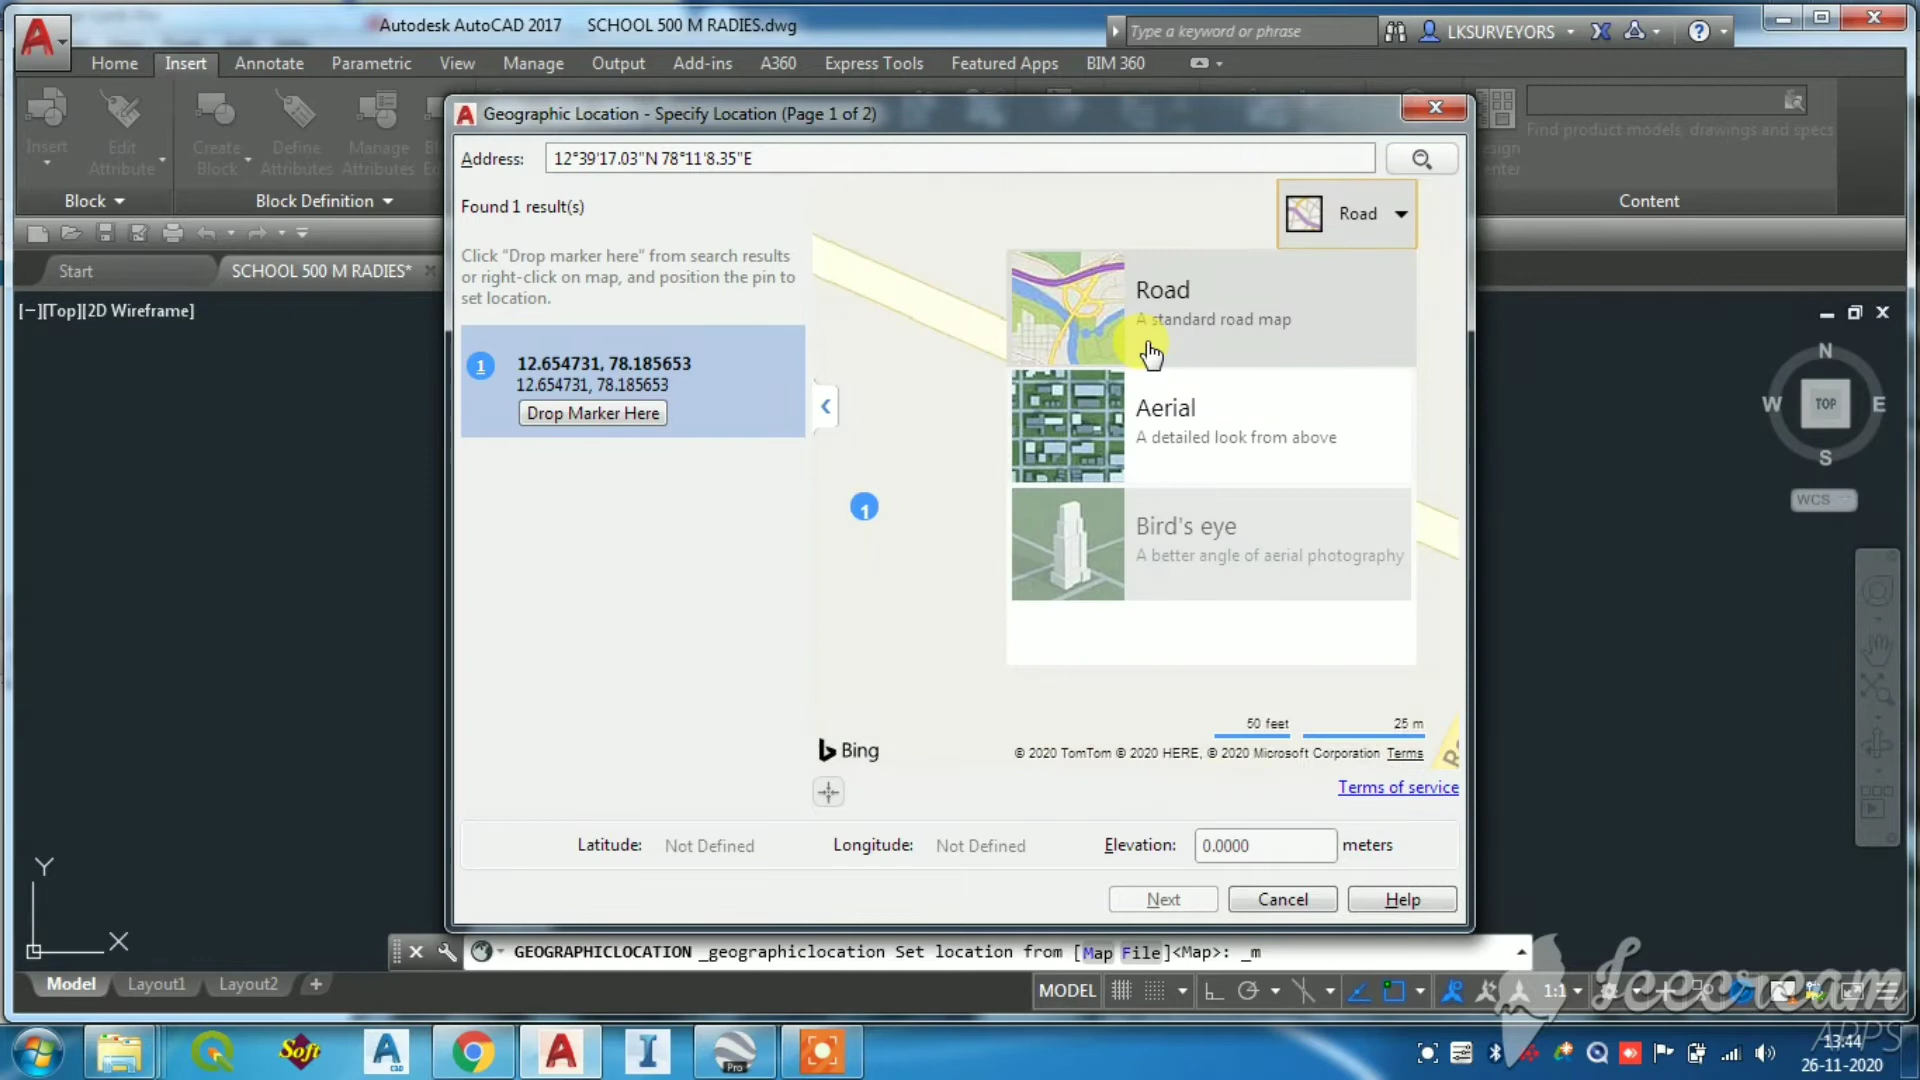 Autodesk AutoCAD 2017 SCHOOL 500 M RADIES.dwg
Type a keyword or phrase
LKSURVEYORS
Home Insert Annotate Parametric View Manage Output Add-ins A360 Express Tools Featured Apps BIM 360
Insert
Edit Attribute
Create Block
Define Attributes
Manage Attributes
Find product models, drawings and specs
Block
Block Definition
Content
Start
SCHOOL 500 M RADIES*
[−][Top][2D Wireframe]
Geographic Location - Specify Location (Page 1 of 2)
Address: 12°39'17.03"N 78°11'8.35"E
Found 1 result(s)
Click "Drop marker here" from search results
or right-click on map, and position the pin to
set location.
1
12.654731, 78.185653
12.654731, 78.185653
Drop Marker Here
Road
Road
A standard road map
Aerial
A detailed look from above
Bird's eye
A better angle of aerial photography
1
50 feet 25 m
Bing
© 2020 TomTom © 2020 HERE, © 2020 Microsoft Corporation Terms
Terms of service
Latitude: Not Defined Longitude: Not Defined Elevation: 0.0000 meters
Next Cancel Help
N
W TOP E
S
WCS
Y
X
GEOGRAPHICLOCATION _geographiclocation Set location from [Map File]<Map>: _m
Model Layout1 Layout2
MODEL
1:1
Icecream
APPS
Soft
Pro
13:44
26-11-2020